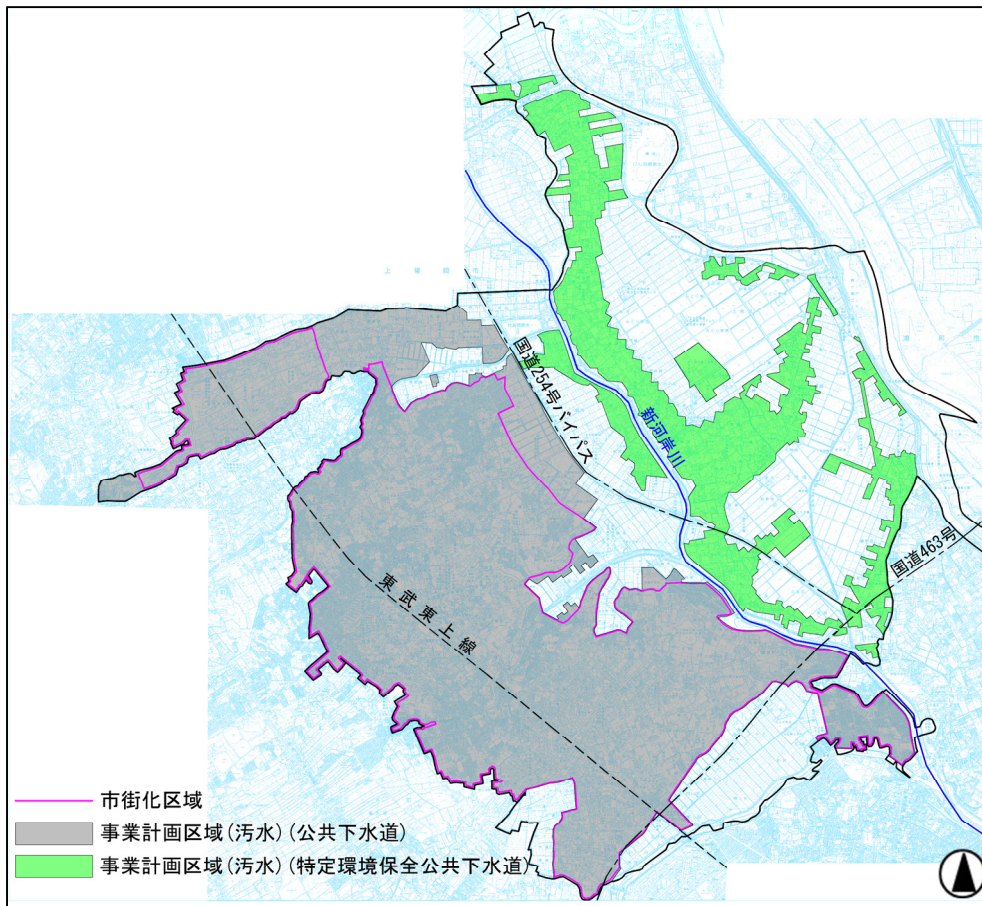 国道254号バイパス
新河岸川
国道463号
東武東上線
市街化区域
事業計画区域(汚水)(公共下水道)
事業計画区域(汚水)(特定環境保全公共下水道)